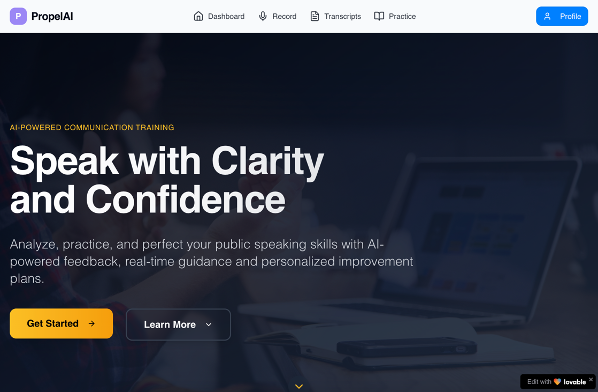 P PropelAI
Dashboard Record Transcripts Practice
Profile
AI-POWERED COMMUNICATION TRAINING
Speak with Clarity
and Confidence
Analyze, practice, and perfect your public speaking skills with AI-
powered feedback, real-time guidance and personalized improvement
plans.
Get Started
Learn More
Edit with lovable